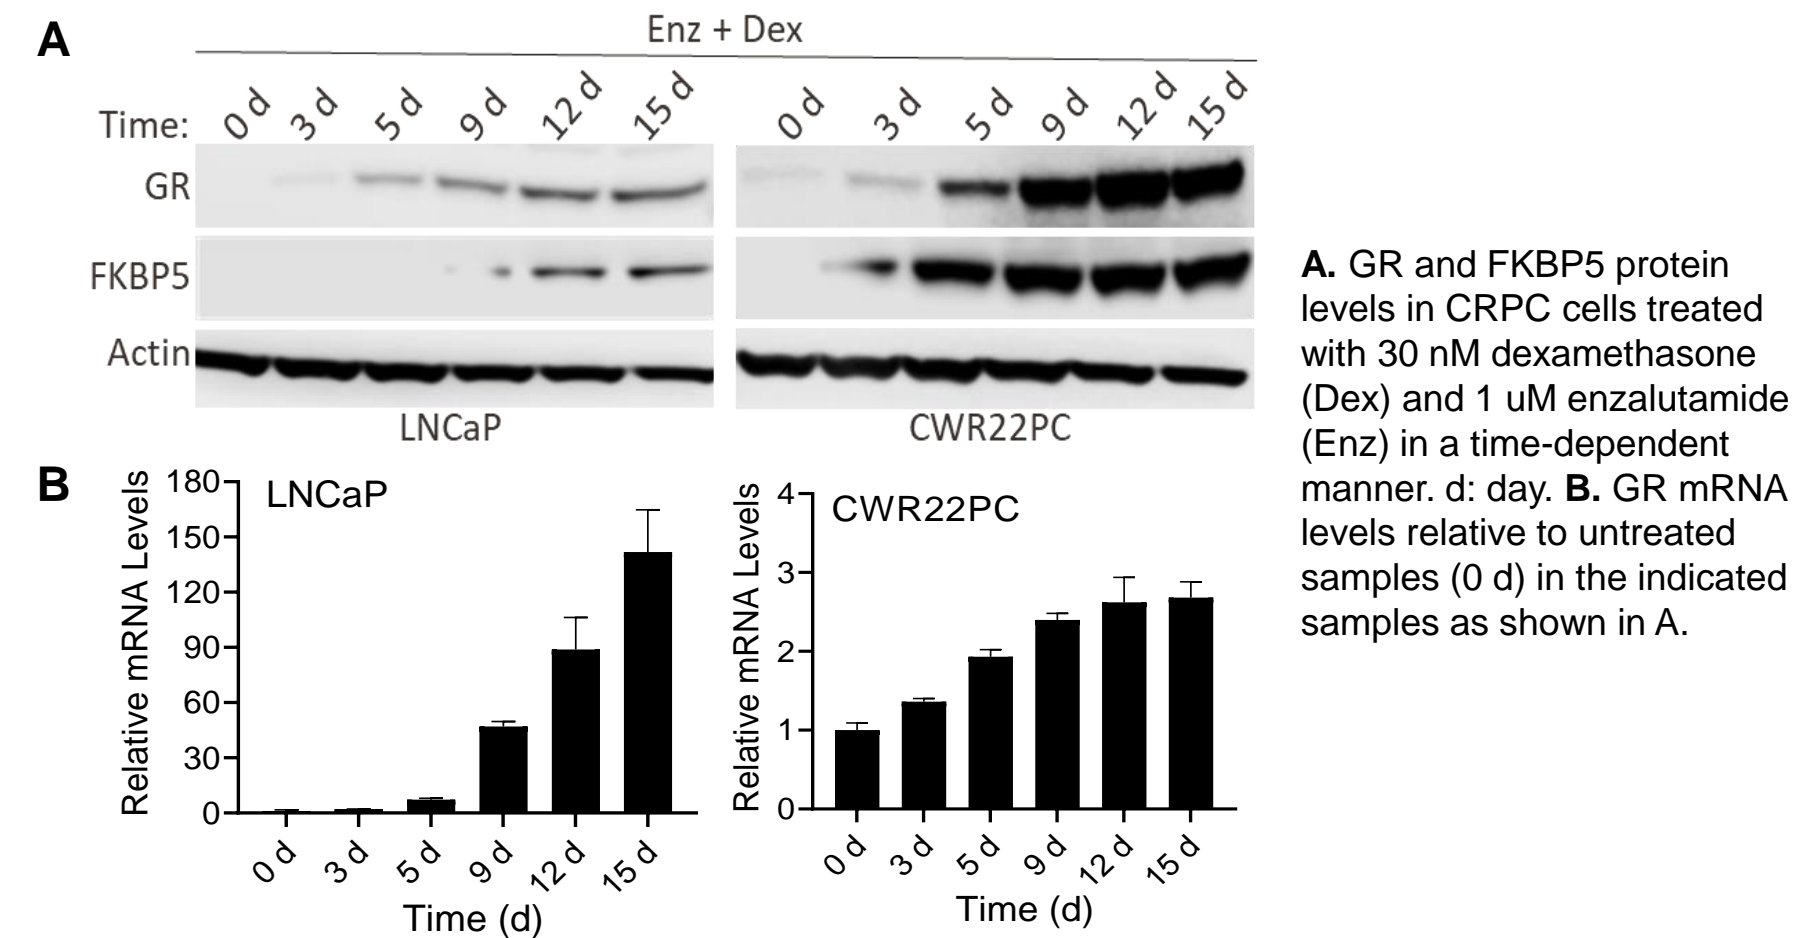 A
Enz + Dex
Time: 0 d 3 d 5 d 9 d 12 d 15 d 0 d 3 d 5 d 9 d 12 d 15 d
GR
FKBP5
Actin
LNCaP CWR22PC
A. GR and FKBP5 protein
levels in CRPC cells treated
with 30 nM dexamethasone
(Dex) and 1 uM enzalutamide
(Enz) in a time-dependent
manner. d: day. B. GR mRNA
levels relative to untreated
samples (0 d) in the indicated
samples as shown in A.
B
LNCaP
Relative mRNA Levels
180
150
120
90
60
30
0
0 d 3 d 5 d 9 d 12 d 15 d
Time (d)
CWR22PC
Relative mRNA Levels
4
3
2
1
0
0 d 3 d 5 d 9 d 12 d 15 d
Time (d)